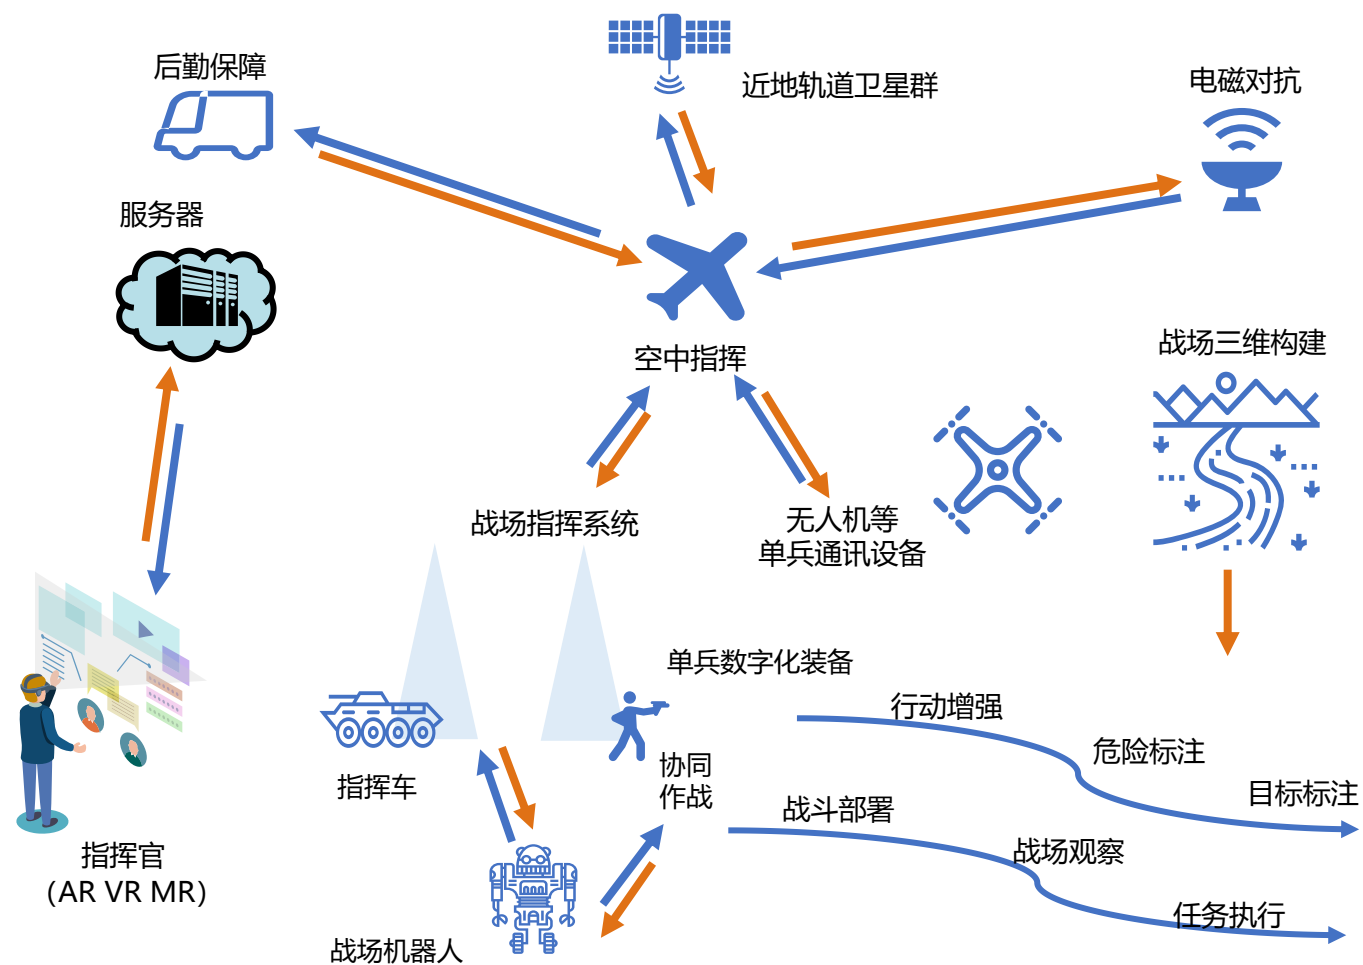 后勤保障
近地轨道卫星群
电磁对抗
服务器
空中指挥
战场三维构建
战场指挥系统
无人机等
单兵通讯设备
单兵数字化装备
行动增强
危险标注
目标标注
协同
作战
指挥车
战斗部署
战场观察
任务执行
指挥官
（AR VR MR）
战场机器人